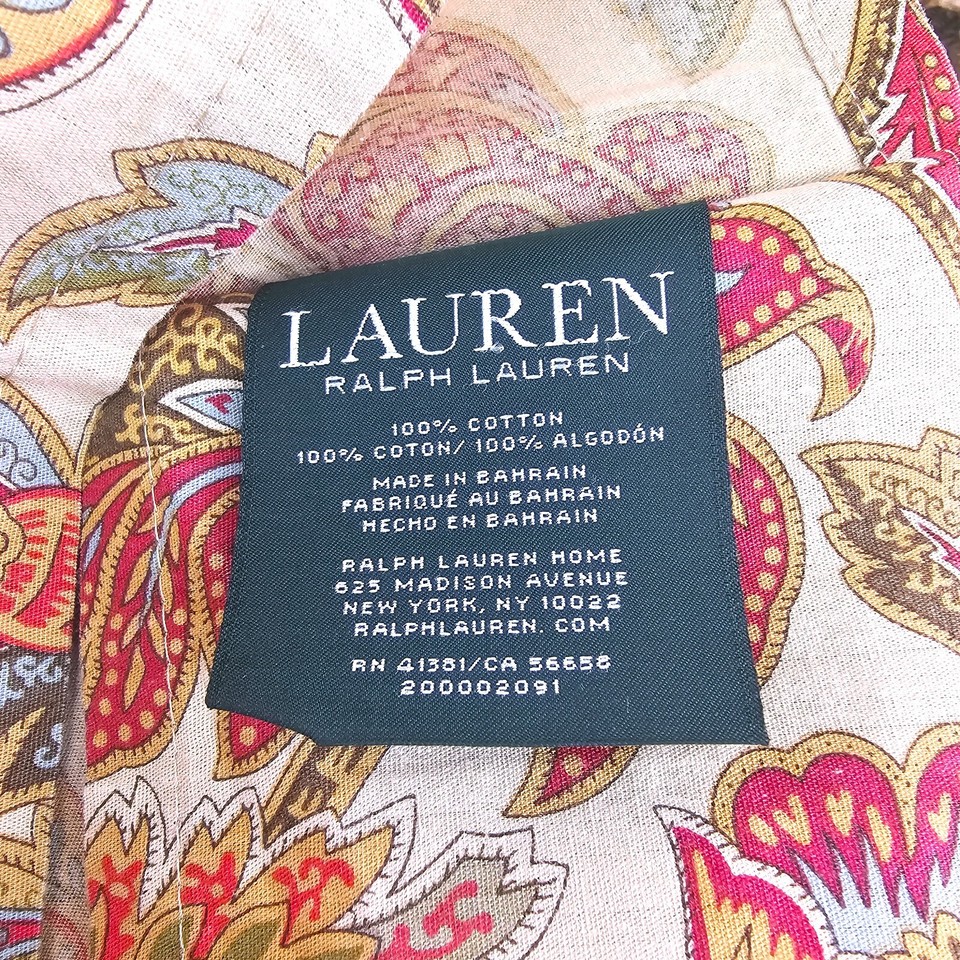 LAUREN
RALPH LAUREN
100% COTTON
100% COTON/ 100% ALGODÓN
MADE IN BAHRAIN
FABRIQUÉ AU BAHRAIN
HECHO EN BAHRAIN
RALPH LAUREN HOME
625 MADISON AVENUE
NEW YORK, NY 10022
RALPHLAUREN. COM
RN 41381/CA 56658
200002091